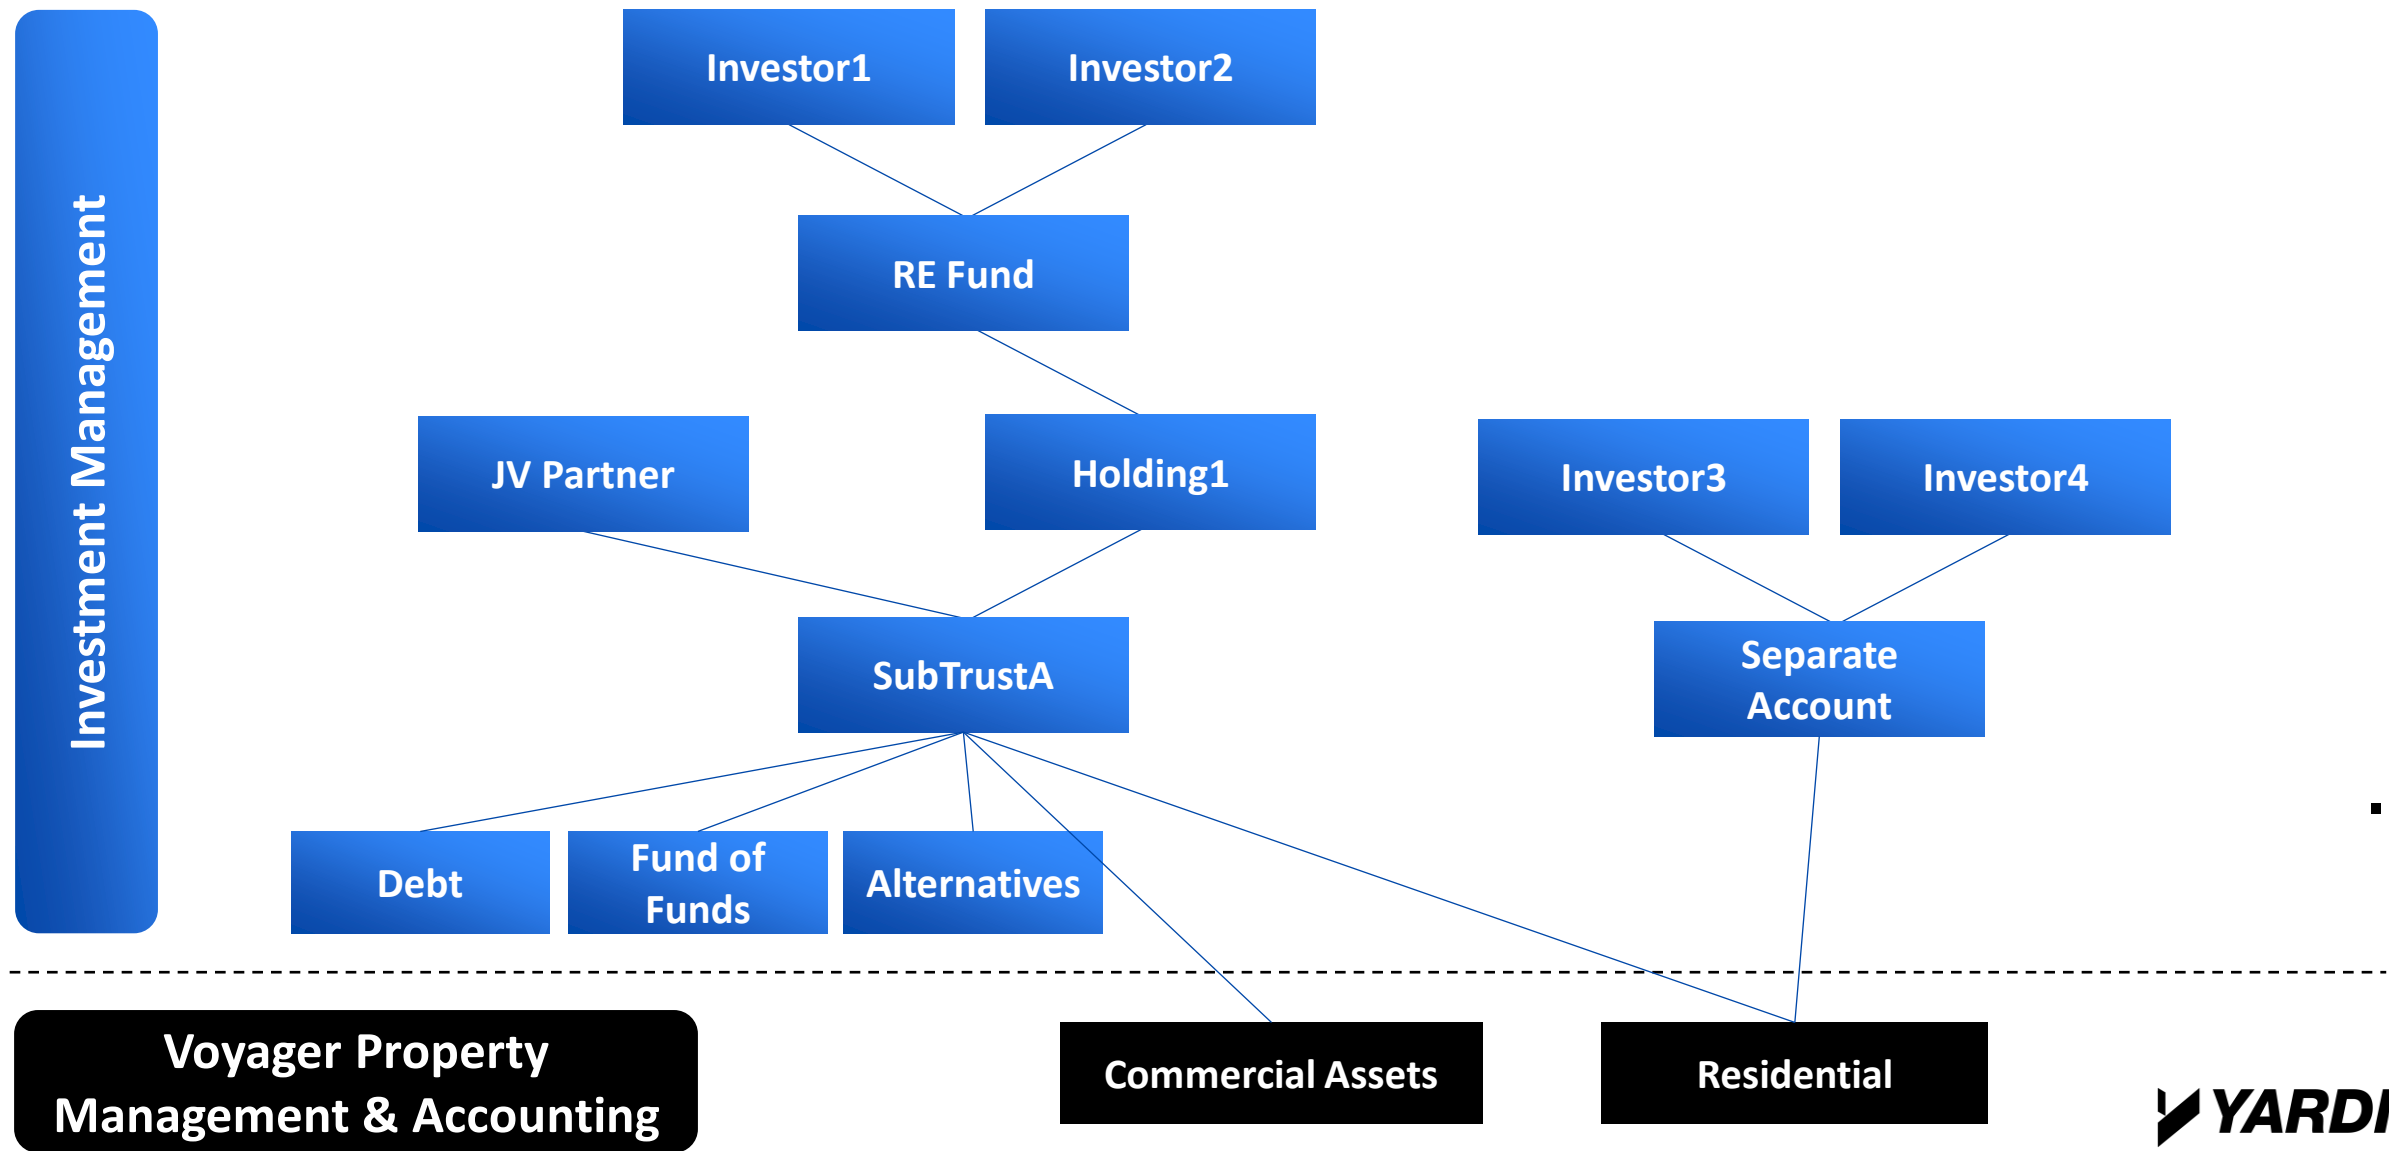 Investment Management
Investor1
Investor2
RE Fund
JV Partner
Holding1
Investor3
Investor4
SubTrustA
Separate
Account
Debt
Fund of
Funds
Alternatives
Voyager Property
Management & Accounting
Commercial Assets
Residential
YARDI